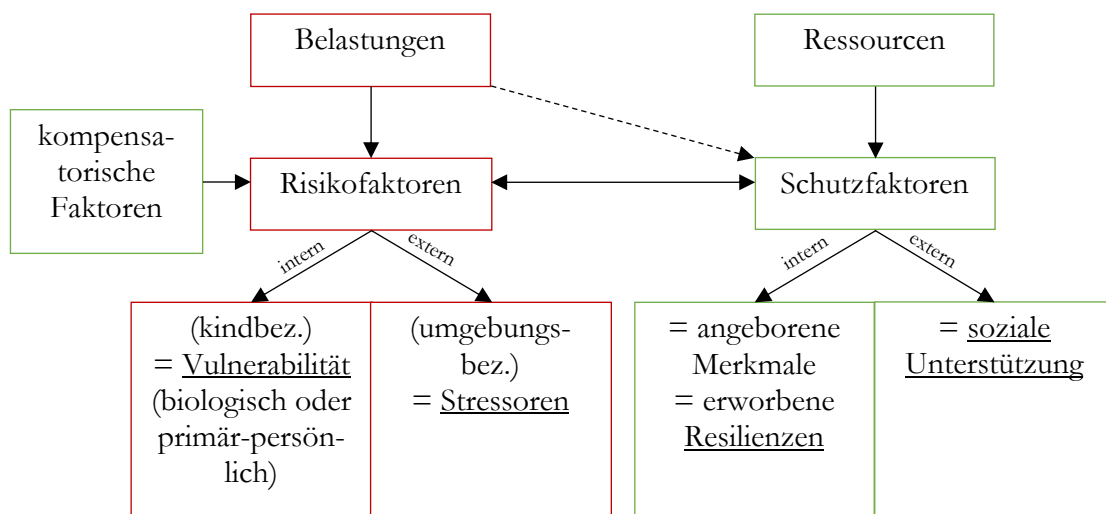 Belastungen
Ressourcen
kompensa-
torische
Faktoren
Risikofaktoren
Schutzfaktoren
intern
extern
intern
extern
(kindbez.)
= Vulnerabilität
(biologisch oder
primär-persön-
lich)
(umgebungs-
bez.)
= Stressoren
= angeborene
Merkmale
= erworbene
Resilienzen
= soziale
Unterstützung